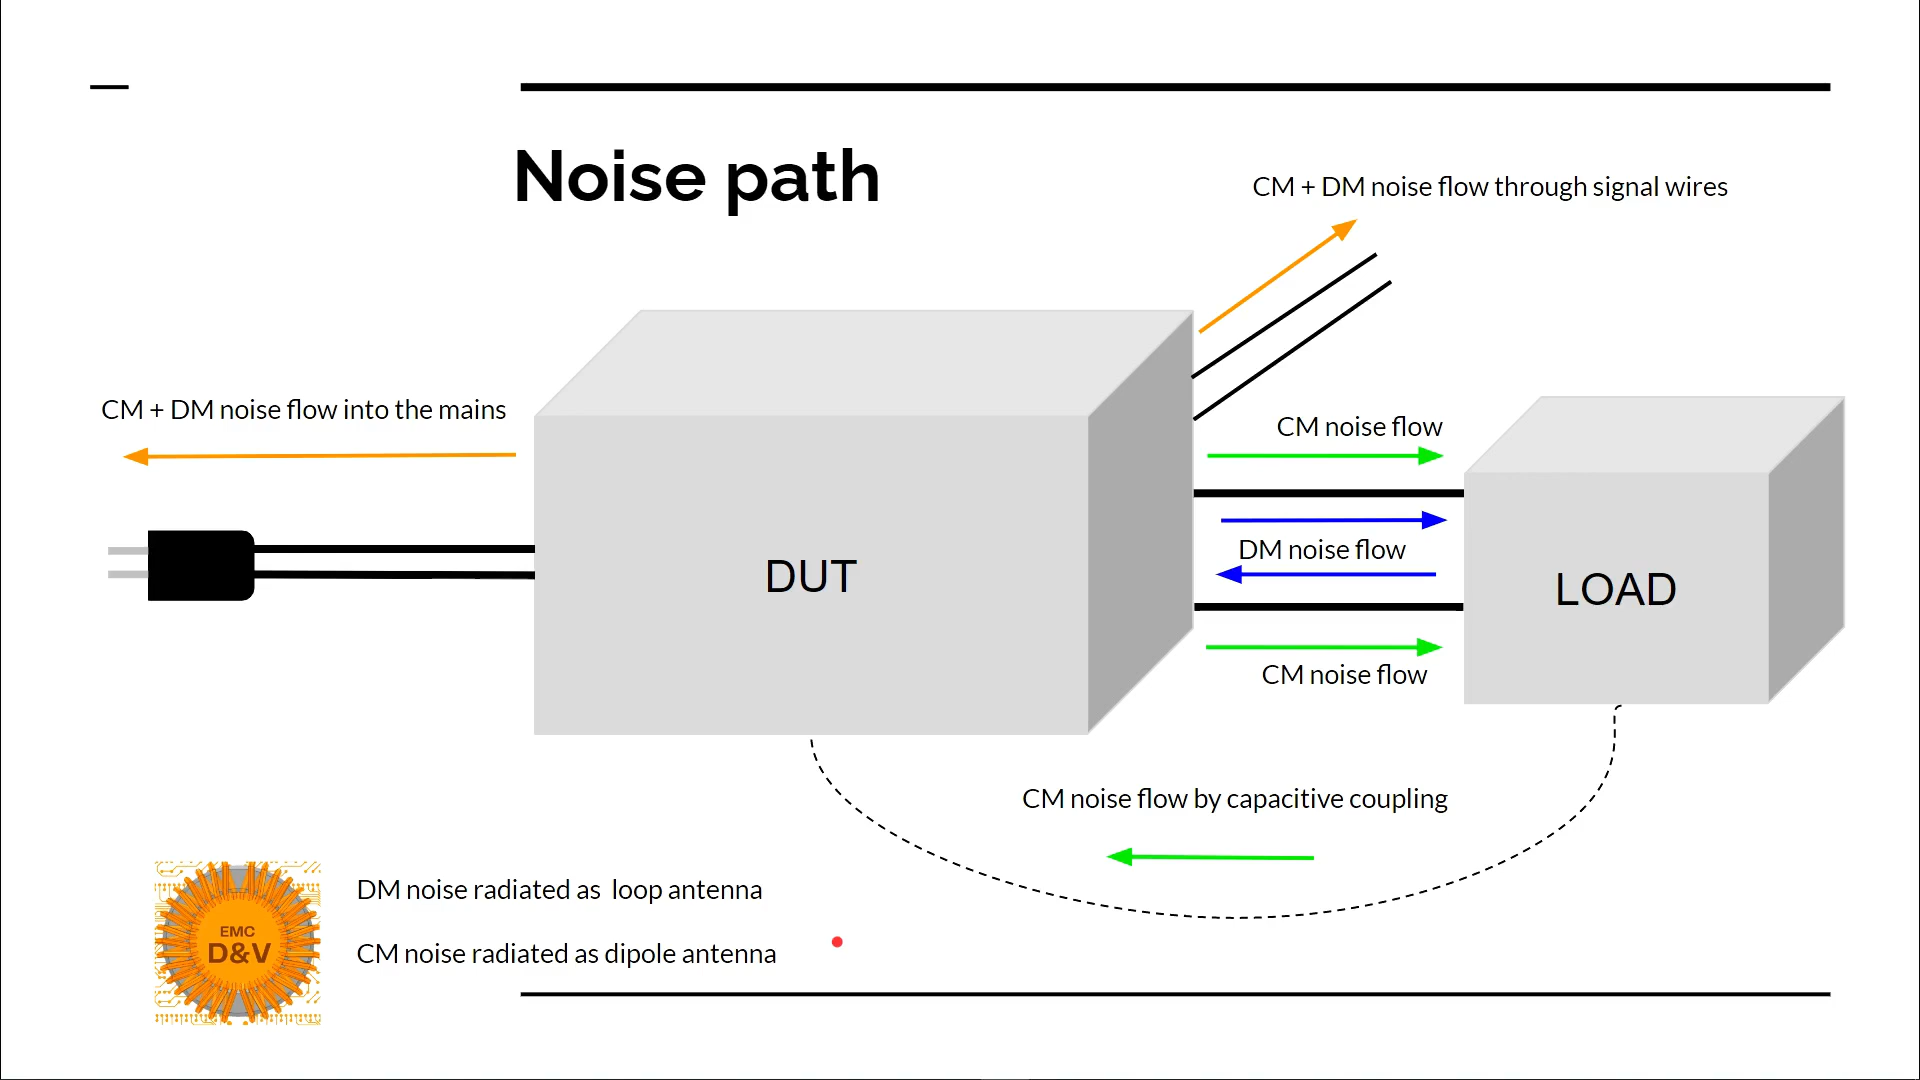 Noise path
CM + DM noise flow through signal wires
CM + DM noise flow into the mains
CM noise flow
DM noise flow
DUT
LOAD
CM noise flow
CM noise flow by capacitive coupling
DM noise radiated as loop antenna
EMC
D&V
CM noise radiated as dipole antenna